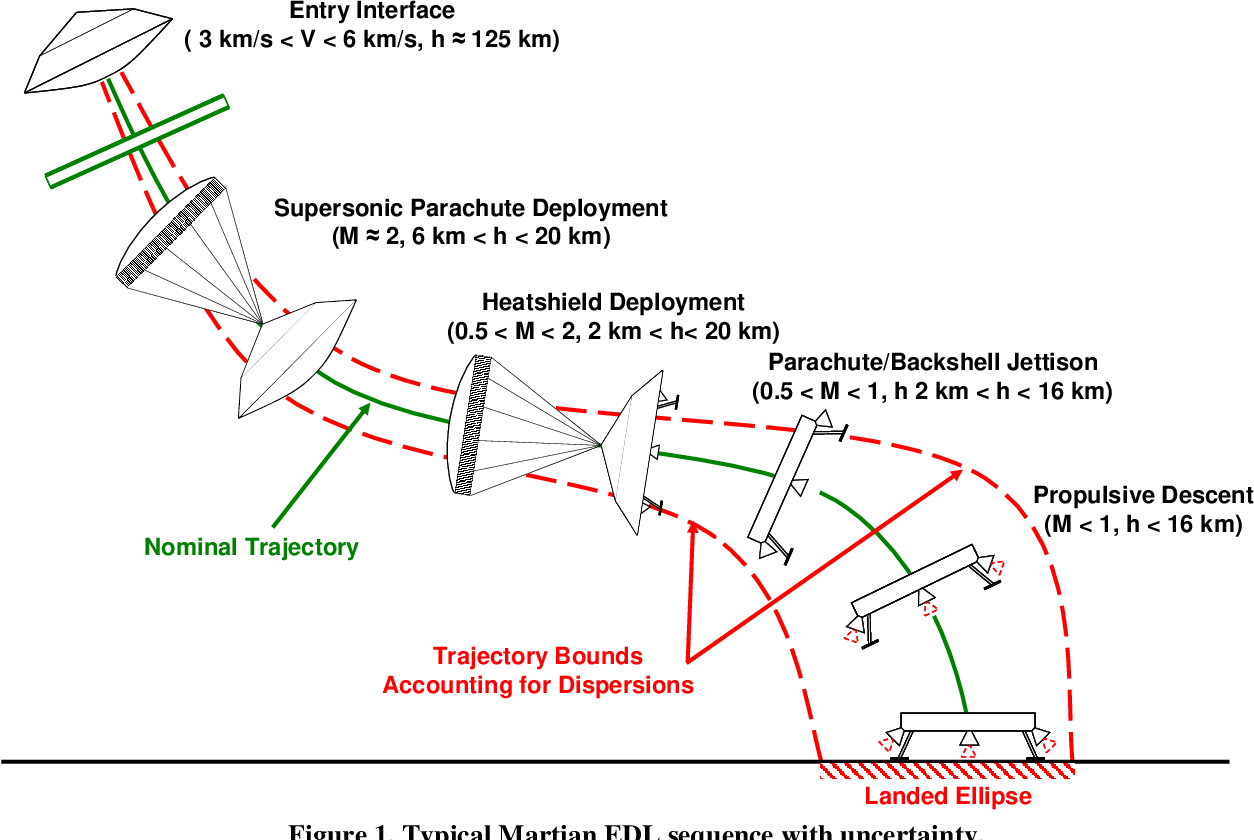 Entry Interface
( 3 km/s < V < 6 km/s, h ≈ 125 km)
Supersonic Parachute Deployment
(M ≈ 2, 6 km < h < 20 km)
Heatshield Deployment
(0.5 < M < 2, 2 km < h< 20 km)
Parachute/Backshell Jettison
(0.5 < M < 1, h 2 km < h < 16 km)
Propulsive Descent
(M < 1, h < 16 km)
Nominal Trajectory
Trajectory Bounds
Accounting for Dispersions
Landed Ellipse
Figure 1. Typical Martian EDL sequence with uncertainty.